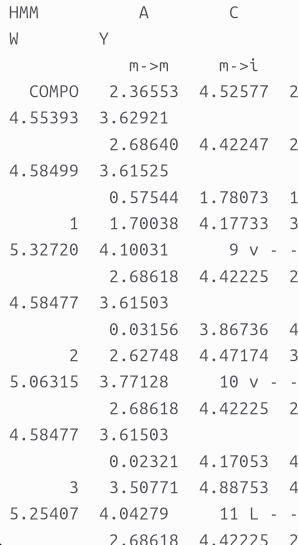 HMM A C
W Y
m->m m->i
COMPO 2.36553 4.52577 2
4.55393 3.62921
2.68640 4.42247 2
4.58499 3.61525
0.57544 1.78073 1
1 1.70038 4.17733 3
5.32720 4.10031 9 v - -
2.68618 4.42225 2
4.58477 3.61503
0.03156 3.86736 4
2 2.62748 4.47174 3
5.06315 3.77128 10 v - -
2.68618 4.42225 2
4.58477 3.61503
0.02321 4.17053 4
3 3.50771 4.88753 4
5.25407 4.04279 11 L - -
2.68618 4.42225 2